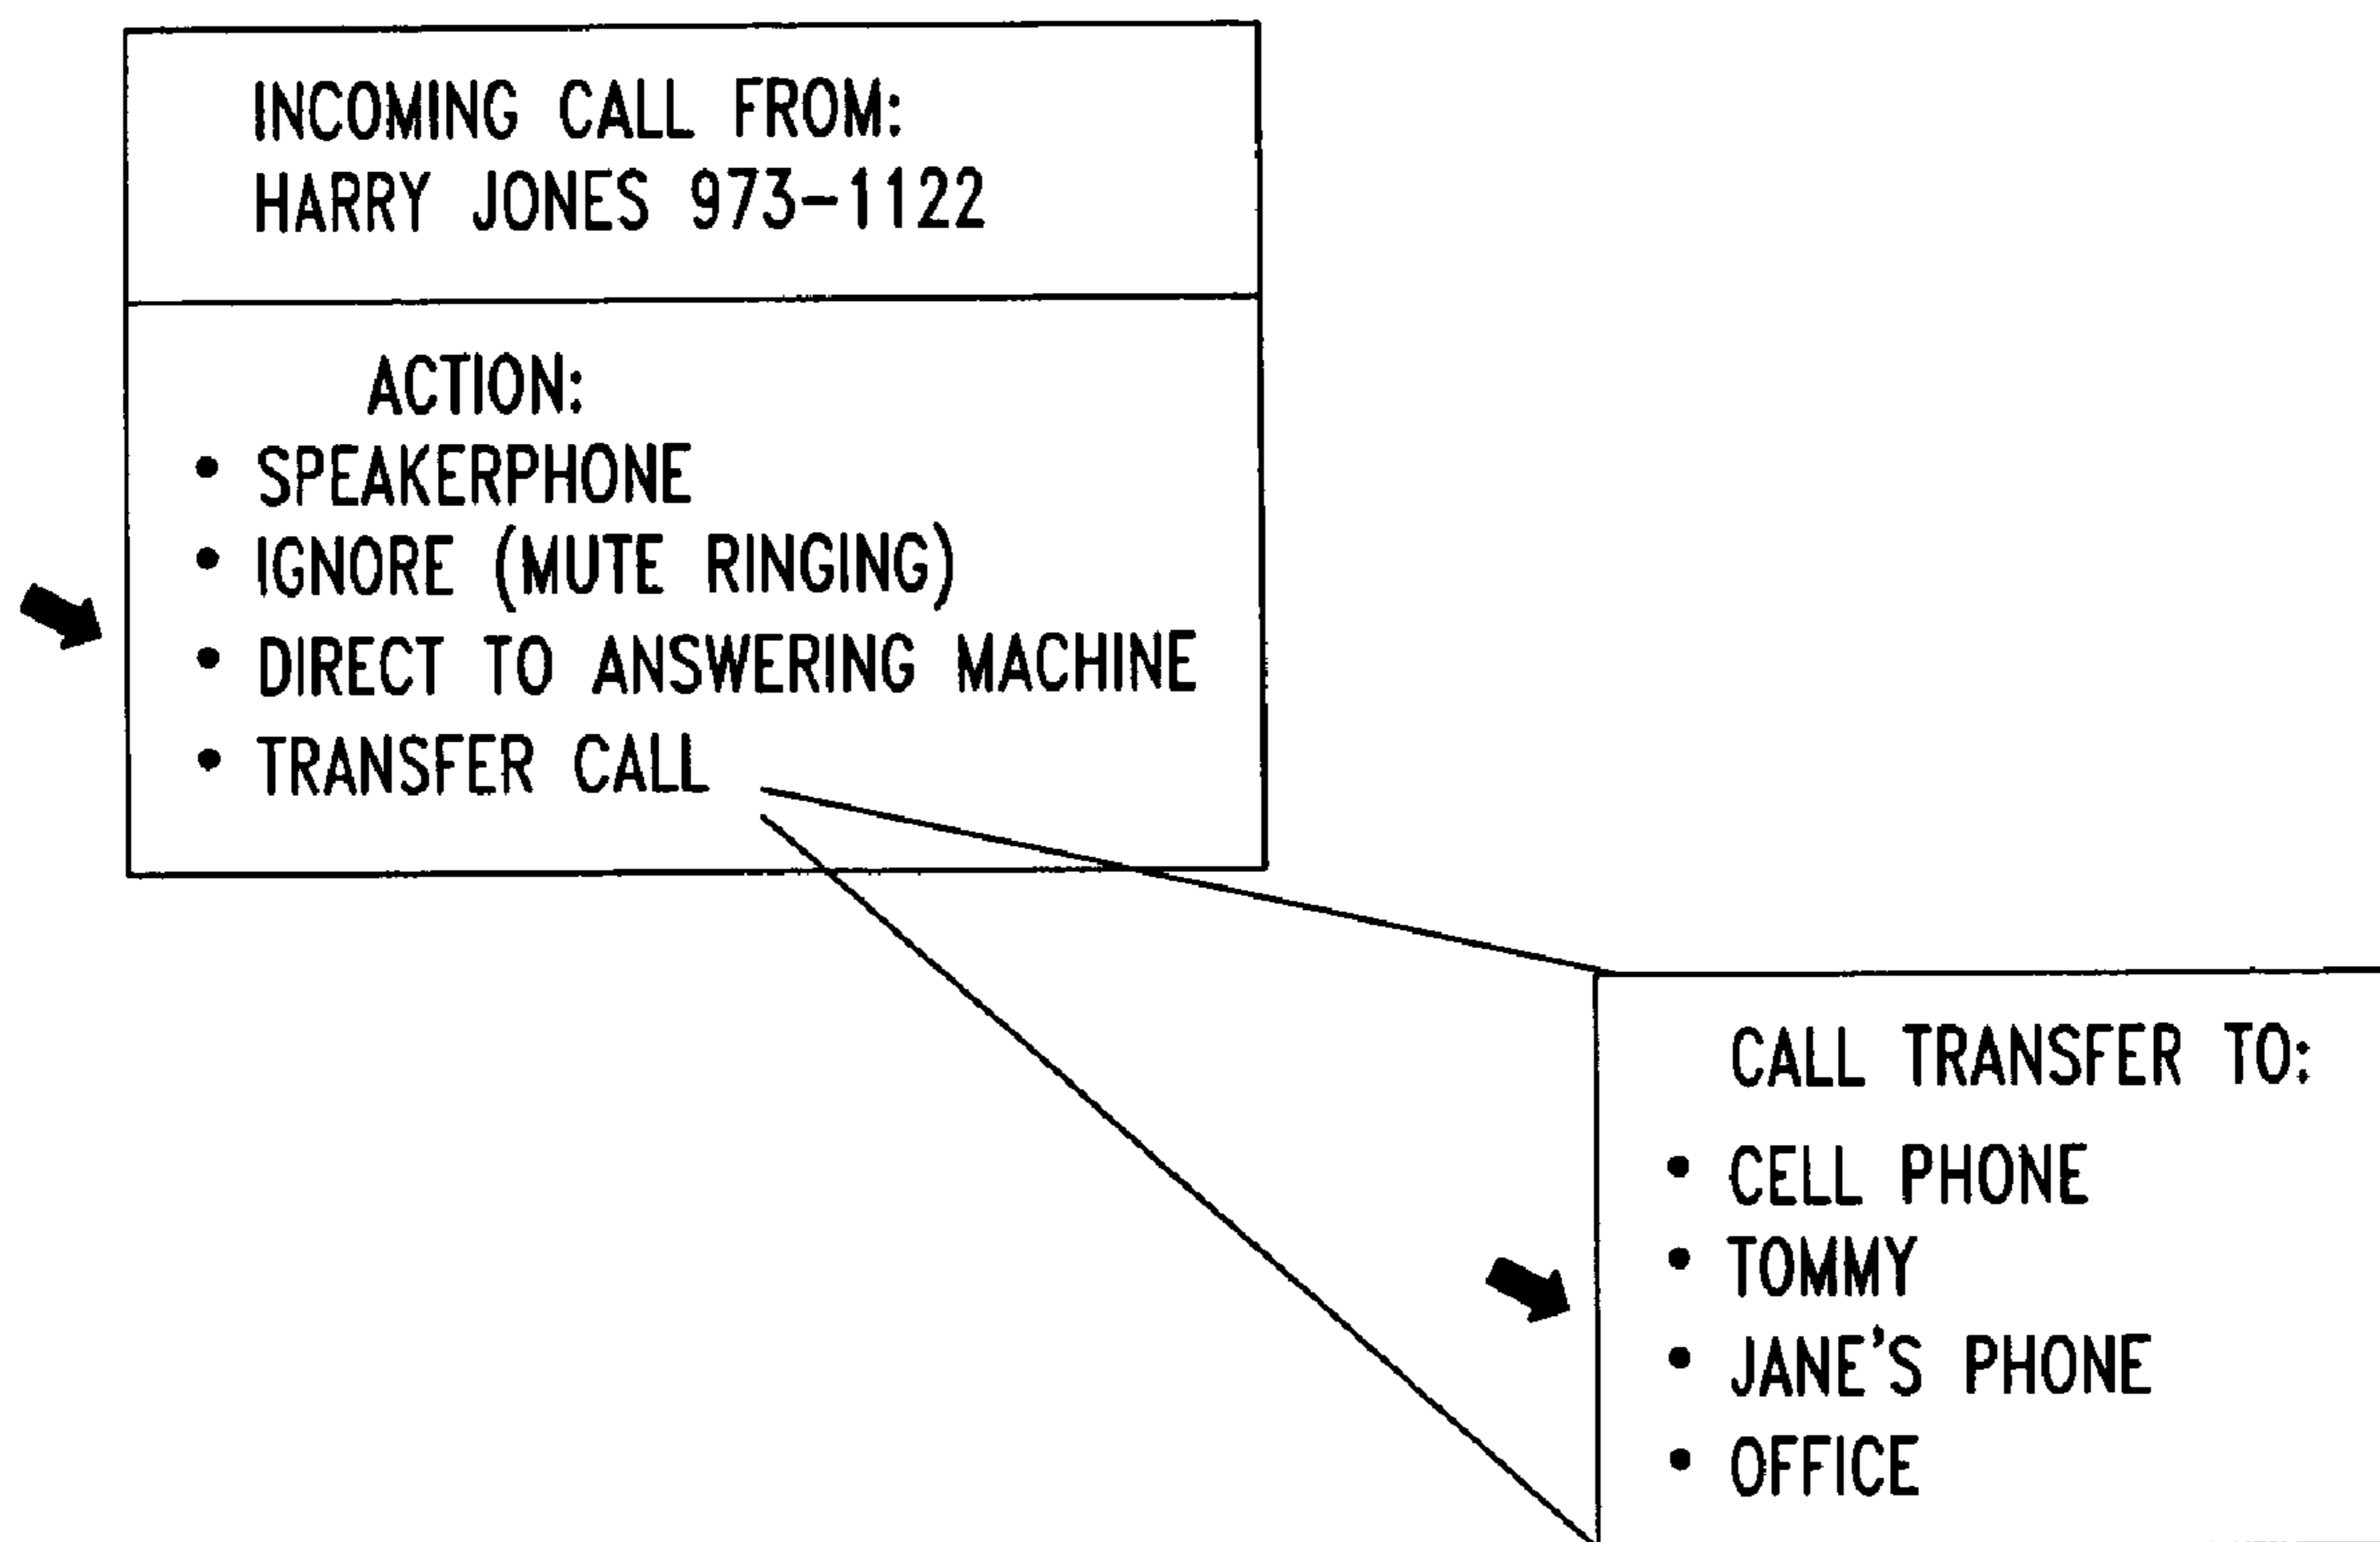 INCOMING CALL FROM:
HARRY JONES 973-1122
ACTION:
• SPEAKERPHONE
• IGNORE (MUTE RINGING)
• DIRECT TO ANSWERING MACHINE
• TRANSFER CALL
CALL TRANSFER TO:
• CELL PHONE
• TOMMY
• JANE'S PHONE
• OFFICE